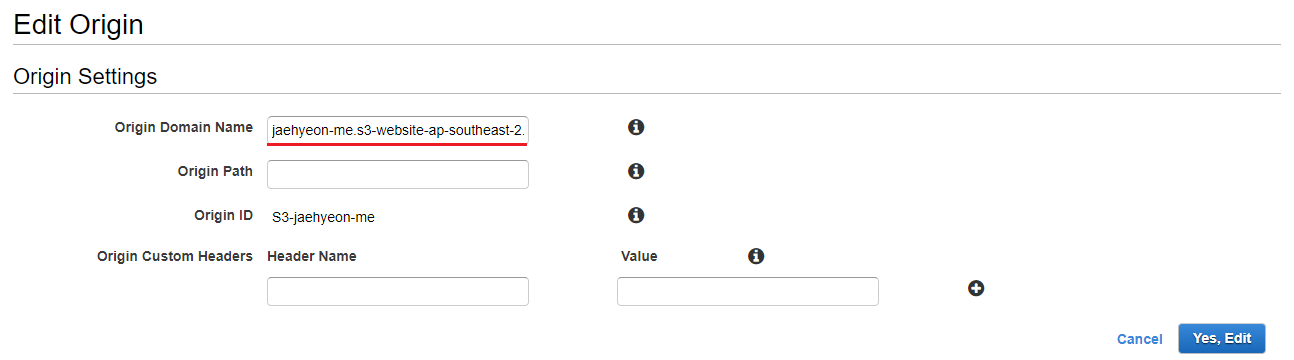 Edit Origin
Origin Settings
Origin Domain Name jaehyeon-me.s3-website-ap-southeast-2.
Origin Path
Origin ID S3-jaehyeon-me
Origin Custom Headers Header Name Value
Cancel Yes, Edit